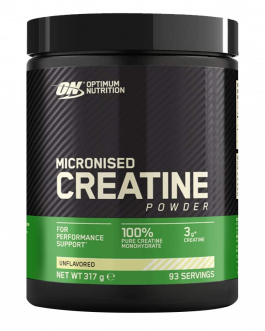 ON OPTIMUM
NUTRITION
MICRONISED
CREATINE
POWDER
FOR
PERFORMANCE
SUPPORT*
100%
PURE CREATINE
MONOHYDRATE
3g*
CREATINE
UNFLAVORED
NET WT 317 g ℮
93 SERVINGS